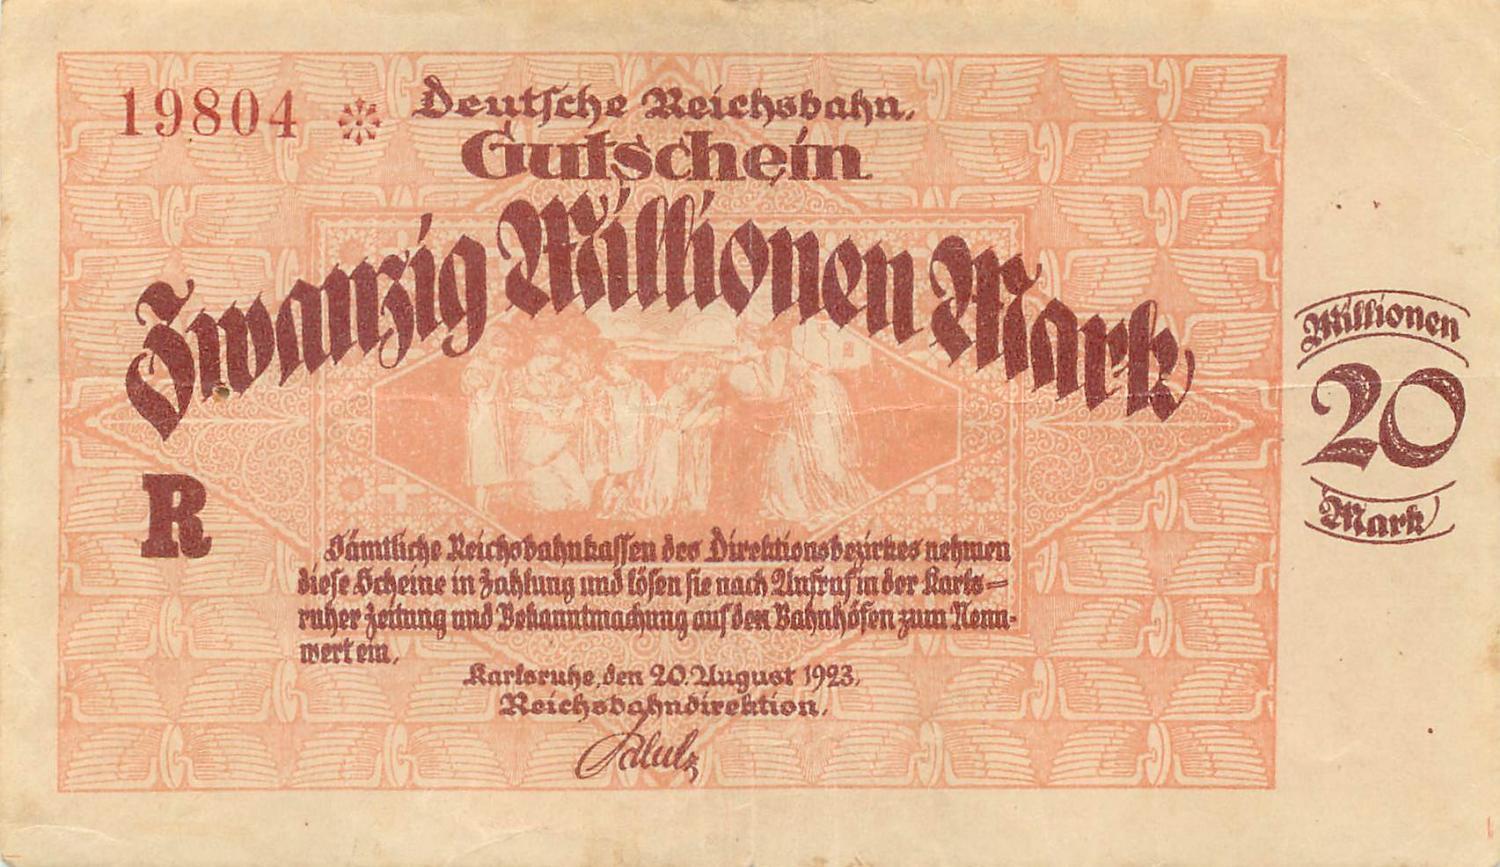 19804 ✻ Deutsche Reichsbahn.
Gutschein
Zwanzig Millionen Mark
R
Sämtliche Reichsbahnkassen des Direktionsbezirkes nehmen
diese Scheine in Zahlung und lösen sie nach Aufruf in der Karls-
ruher Zeitung und Bekanntmachung auf den Bahnhöfen zum Nenn-
wert ein.
Karlsruhe, den 20. August 1923.
Reichsbahndirektion.
Millionen
20
Mark